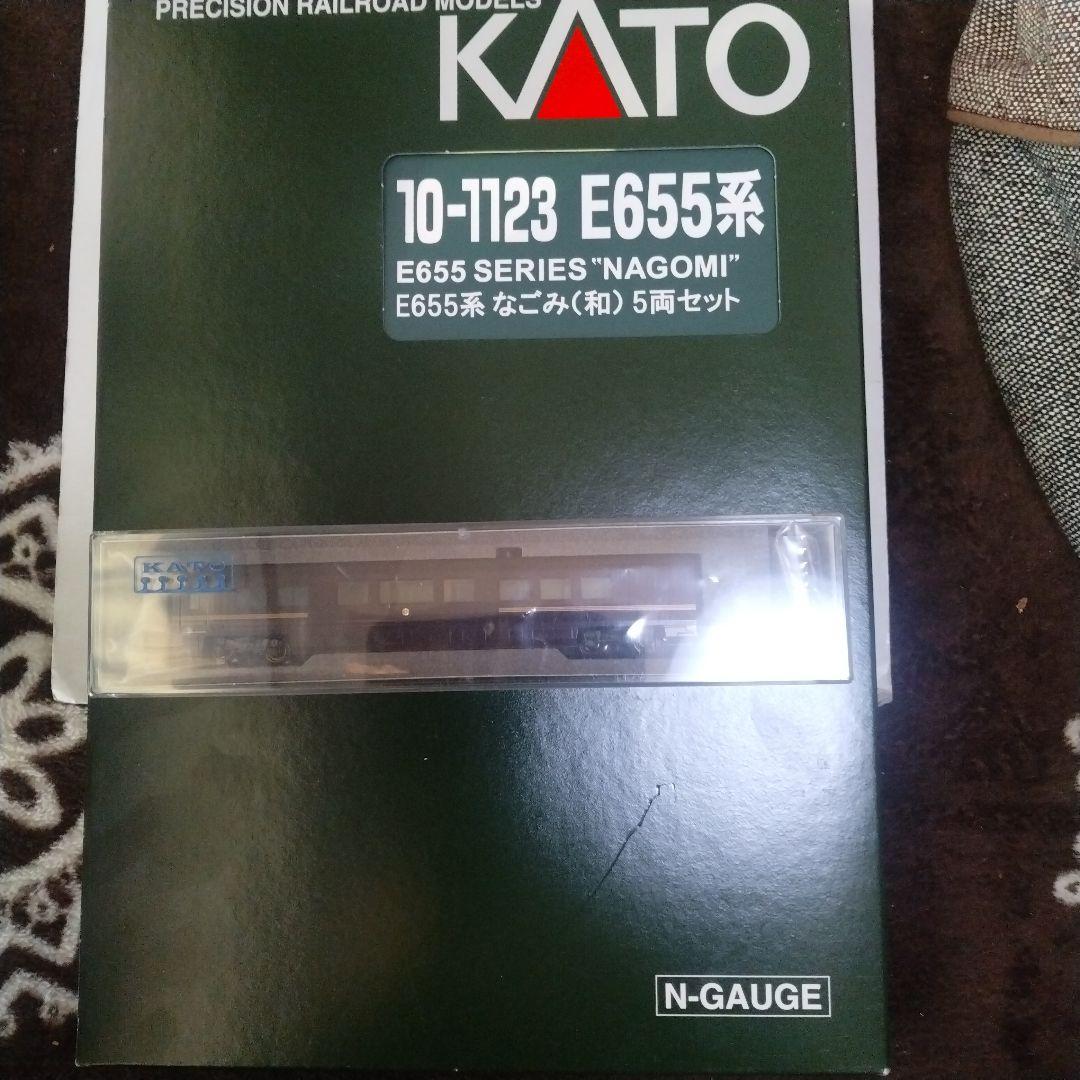 PRECISION RAILROAD MODELS
KATO
10-1123 E655系
E655 SERIES "NAGOMI"
E655系 なごみ(和) 5両セット
KATO
N-GAUGE